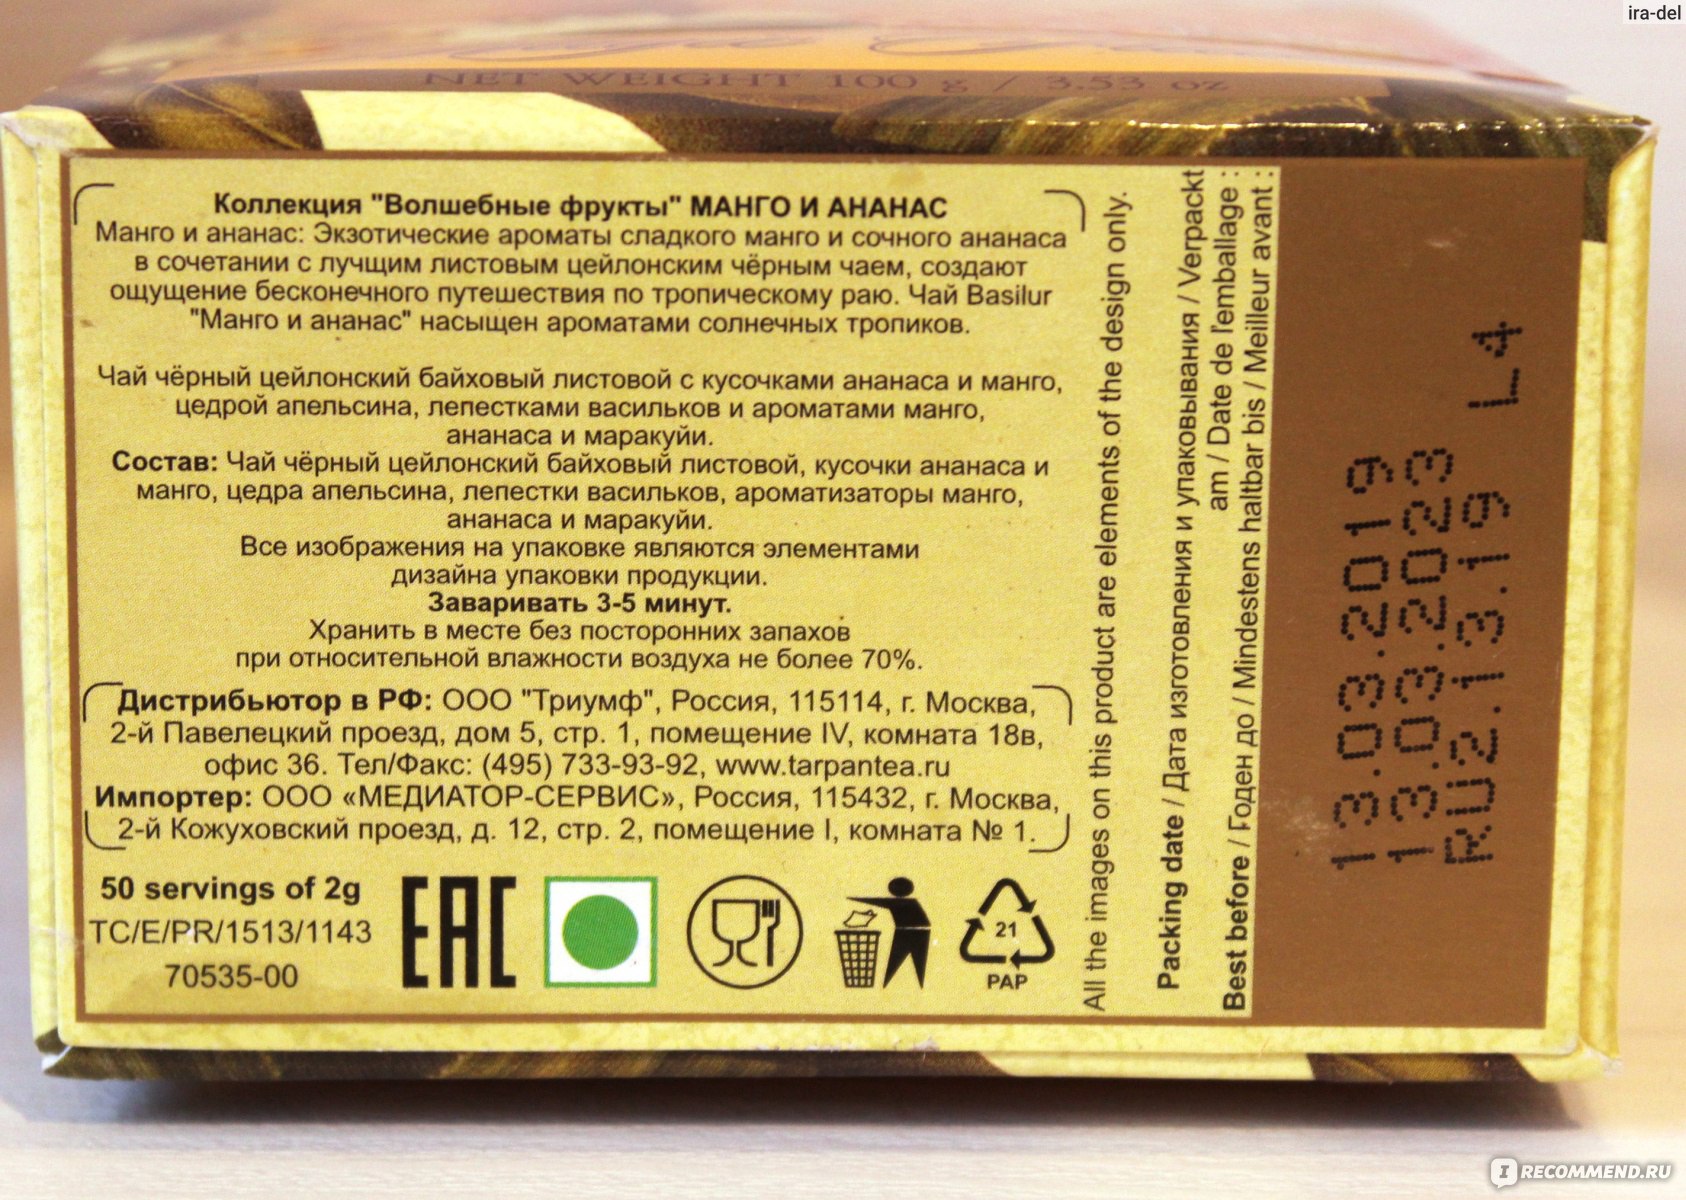 ira-del
NET WEIGHT 100 g / 3.53 oz
Коллекция "Волшебные фрукты" МАНГО И АНАНАС
Манго и ананас: Экзотические ароматы сладкого манго и сочного ананаса
в сочетании с лучщим листовым цейлонским чёрным чаем, создают
ощущение бесконечного путешествия по тропическому раю. Чай Basilur
"Манго и ананас" насыщен ароматами солнечных тропиков.
Чай чёрный цейлонский байховый листовой с кусочками ананаса и манго,
цедрой апельсина, лепестками васильков и ароматами манго,
ананаса и маракуйи.
Состав: Чай чёрный цейлонский байховый листовой, кусочки ананаса и
манго, цедра апельсина, лепестки васильков, ароматизаторы манго,
ананаса и маракуйи.
Все изображения на упаковке являются элементами
дизайна упаковки продукции.
Заваривать 3-5 минут.
Хранить в месте без посторонних запахов
при относительной влажности воздуха не более 70%.
Дистрибьютор в РФ: ООО "Триумф", Россия, 115114, г. Москва,
2-й Павелецкий проезд, дом 5, стр. 1, помещение IV, комната 18в,
офис 36. Тел/Факс: (495) 733-93-92, www.tarpantea.ru
Импортер: ООО «МЕДИАТОР-СЕРВИС», Россия, 115432, г. Москва,
2-й Кожуховский проезд, д. 12, стр. 2, помещение I, комната № 1.
50 servings of 2g
TC/E/PR/1513/1143
70535-00
EAC
21
PAP
All the images on this product are elements of the design only.
Packing date / Дата изготовления и упаковывания / Verpackt
am / Date de l'emballage :
Best before / Годен до / Mindestens haltbar bis / Meilleur avant :
13.03.2019
13.03.2023
RU2.13.19 L4
IRECOMMEND.RU